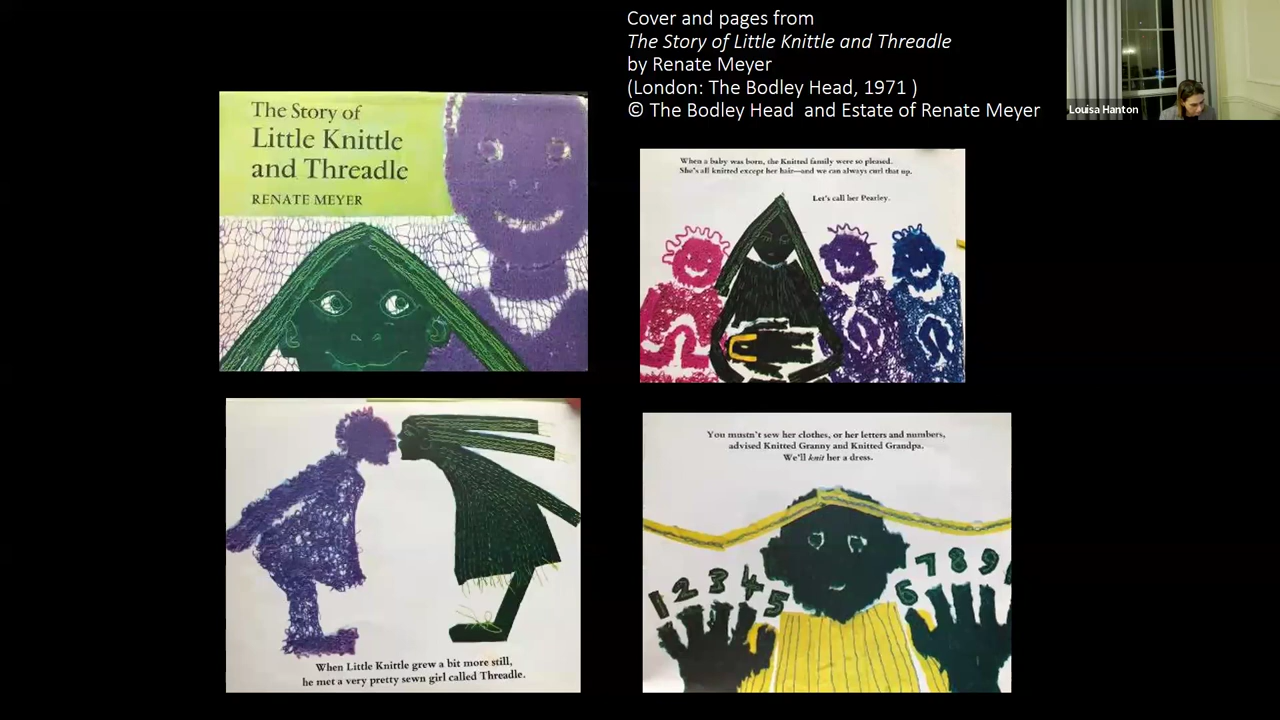 Cover and pages from
The Story of Little Knittle and Threadle
by Renate Meyer
(London: The Bodley Head, 1971 )
© The Bodley Head  and Estate of Renate Meyer
Louisa Hanton
The Story of
Little Knittle
and Threadle
RENATE MEYER
When a baby was born, the Knitted family were so pleased.
She's all knitted except her hair—and we can always curl that up.
Let's call her Pearley.
When Little Knittle grew a bit more still,
he met a very pretty sewn girl called Threadle.
You mustn't sew her clothes, or her letters and numbers,
advised Knitted Granny and Knitted Grandpa.
We'll knit her a dress.
1 2 3 4 5 6 7 8 9